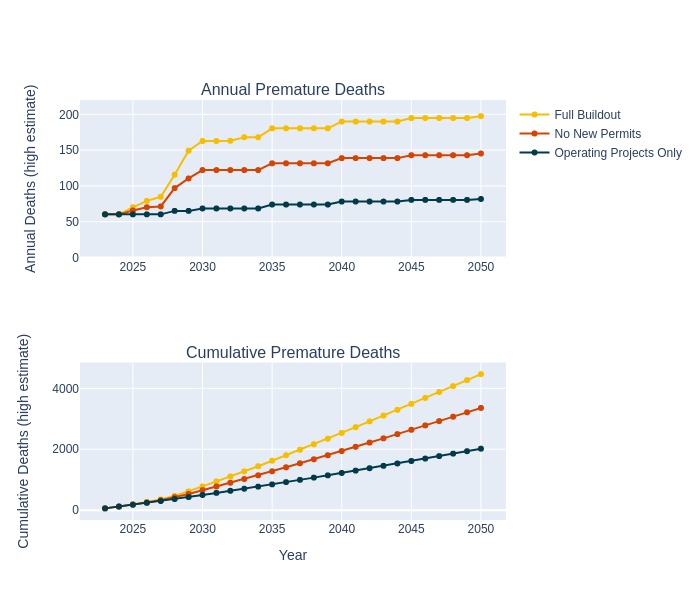 Annual Premature Deaths
Annual Deaths (high estimate)
200
150
100
50
0
2025 2030 2035 2040 2045 2050
Full Buildout
No New Permits
Operating Projects Only
Cumulative Premature Deaths
Cumulative Deaths (high estimate)
4000
2000
0
2025 2030 2035 2040 2045 2050
Year